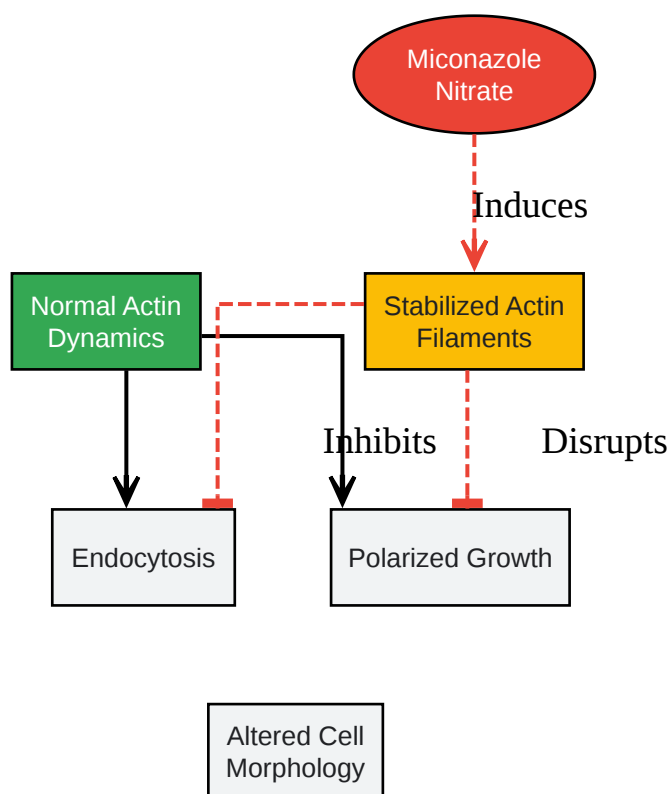 Miconazole
Nitrate
Induces
Normal Actin
Dynamics
Stabilized Actin
Filaments
Inhibits
Disrupts
Endocytosis
Polarized Growth
Altered Cell
Morphology